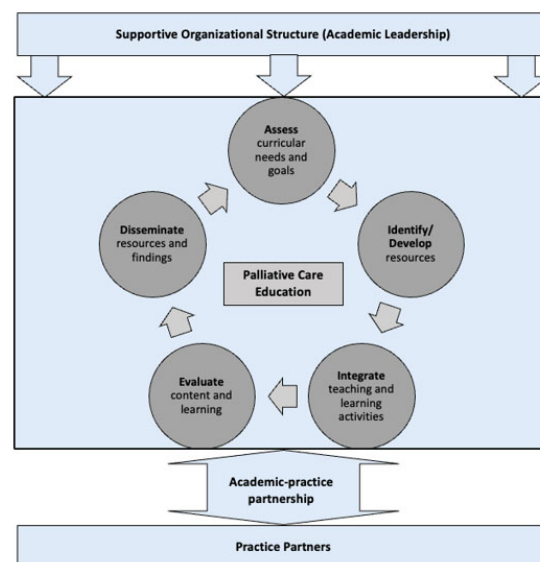 Supportive Organizational Structure (Academic Leadership)
Assess
curricular
needs and
goals
Disseminate
resources and
findings
Identify/
Develop
resources
Palliative Care
Education
Evaluate
content and
learning
Integrate
teaching and
learning
activities
Academic-practice
partnership
Practice Partners